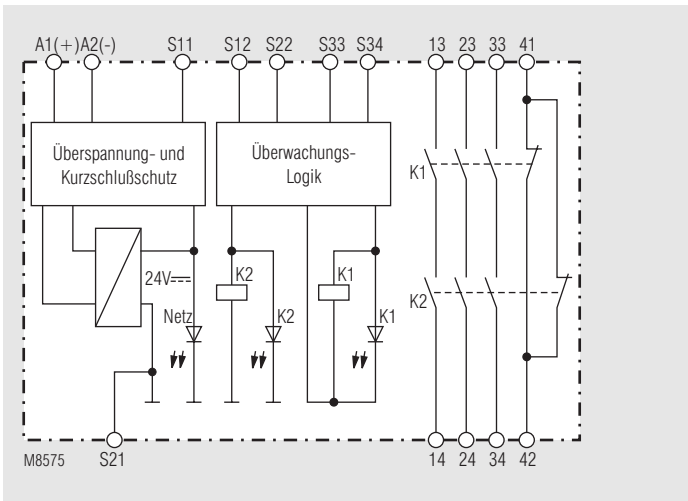 A1(+) A2(-) S11 S12 S22 S33 S34 13 23 33 41
Überspannung- und
Kurzschlußschutz
Überwachungs-
Logik
K1
24V
K2
K1
K2
Netz
K2
K1
M8575
S21
14 24 34 42